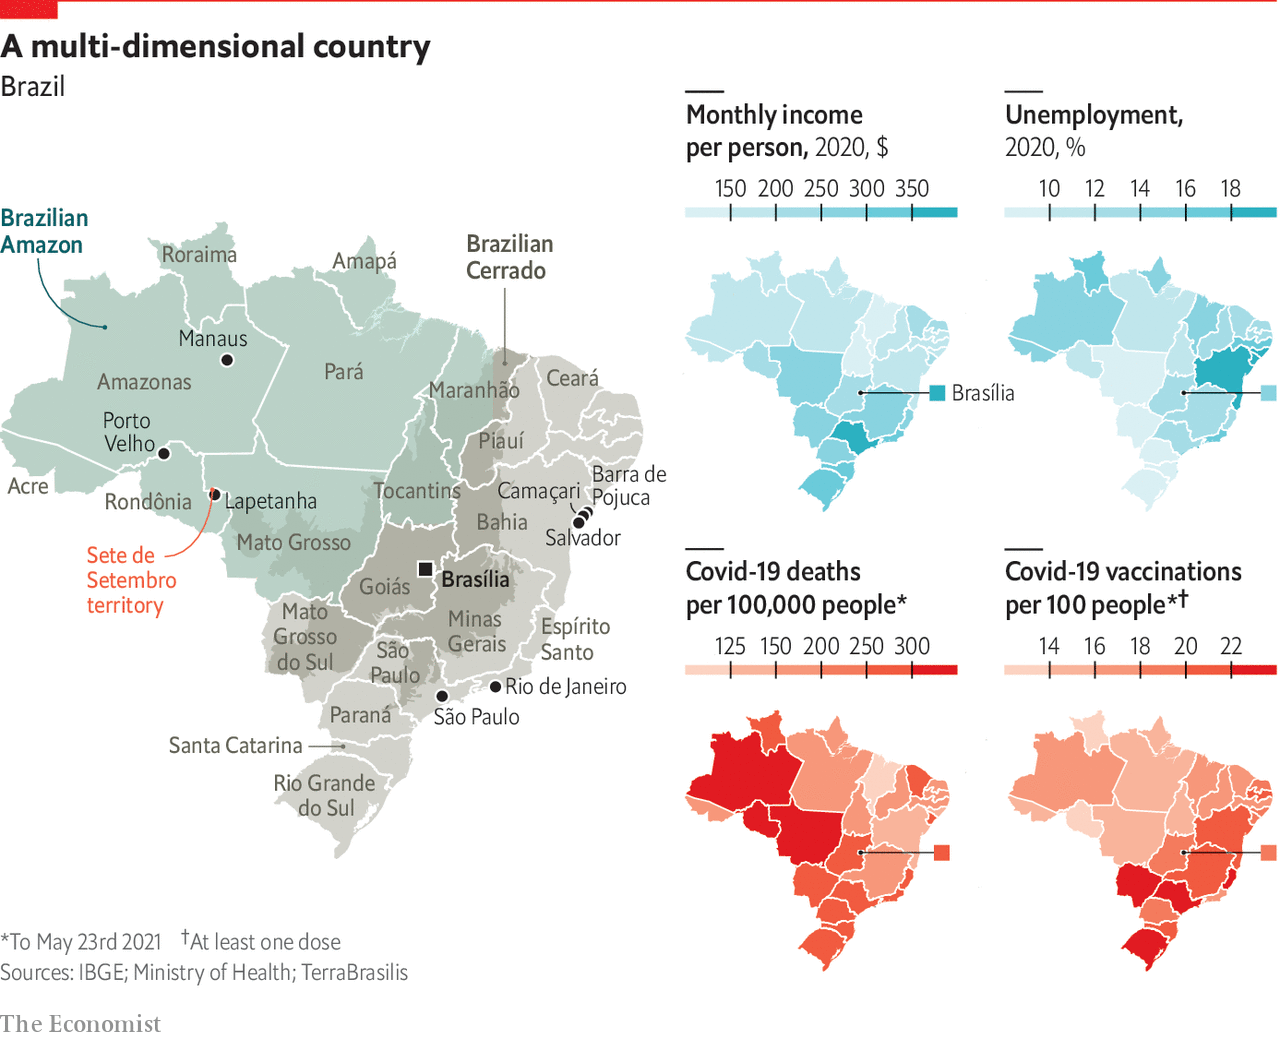 A multi-dimensional country
Brazil
Brazilian
Amazon
Roraima
Amapá
Brazilian
Cerrado
Manaus
Amazonas
Pará
Maranhão
Ceará
Porto
Velho
Piauí
Acre
Rondônia
Lapetanha
Tocantins
Camaçari
Barra de
Pojuca
Bahia
Salvador
Mato Grosso
Sete de
Setembro
territory
Goiás
Brasília
Mato
Grosso
do Sul
Minas
Gerais
Espírito
Santo
São
Paulo
Rio de Janeiro
São Paulo
Paraná
Santa Catarina
Rio Grande
do Sul
Monthly income
per person, 2020, $
150 200 250 300 350
Brasília
Unemployment,
2020, %
10 12 14 16 18
Covid-19 deaths
per 100,000 people*
125 150 200 250 300
Covid-19 vaccinations
per 100 people*†
14 16 18 20 22
*To May 23rd 2021 †At least one dose
Sources: IBGE; Ministry of Health; TerraBrasilis
The Economist